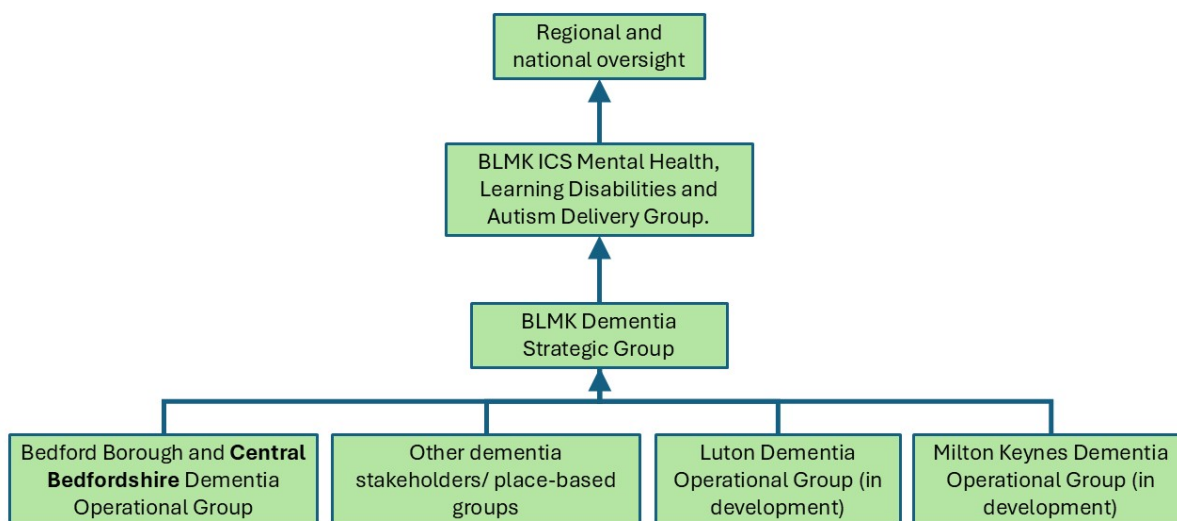 Regional and
national oversight
BLMK ICS Mental Health,
Learning Disabilities and
Autism Delivery Group.
BLMK Dementia
Strategic Group
Bedford Borough and Central
Bedfordshire Dementia
Operational Group
Other dementia
stakeholders/ place-based
groups
Luton Dementia
Operational Group (in
development)
Milton Keynes Dementia
Operational Group (in
development)